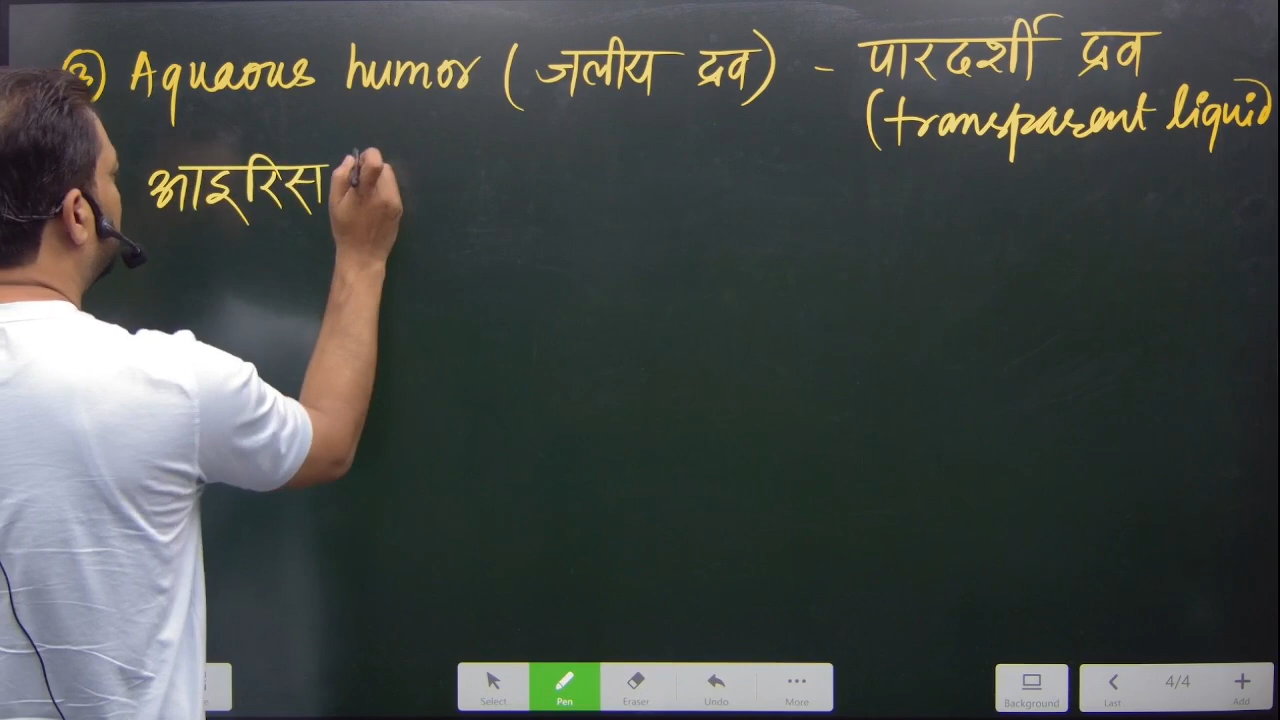 ③ Aquaous humor (जलीय द्रव) - पारदर्शी द्रव
(transparent liquid)
आइरिस
Select
Pen
Eraser
Undo
More
Background
Last
4/4
Add